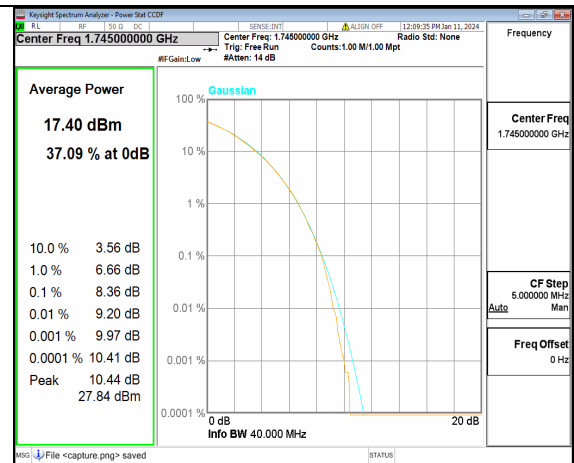 Keysight Spectrum Analyzer - Power Stat CCDF
LXI RL RF 50 Ω DC SENSE:INT ALIGN OFF 12:09:35 PM Jan 11, 2024
Center Freq 1.745000000 GHz
Center Freq: 1.745000000 GHz Radio Std: None
Trig: Free Run Counts:1.00 M/1.00 Mpt
#IFGain:Low #Atten: 14 dB
Frequency
Average Power
17.40 dBm
37.09 % at 0dB
10.0 % 3.56 dB
1.0 % 6.66 dB
0.1 % 8.36 dB
0.01 % 9.20 dB
0.001 % 9.97 dB
0.0001 % 10.41 dB
Peak 10.44 dB
27.84 dBm
Gaussian
100 %
10 %
1 %
0.1 %
0.01 %
0.001 %
0.0001 %
0 dB 20 dB
Info BW 40.000 MHz
Center Freq
1.745000000 GHz
CF Step
5.000000 MHz
Auto Man
Freq Offset
0 Hz
MSG File <capture.png> saved STATUS